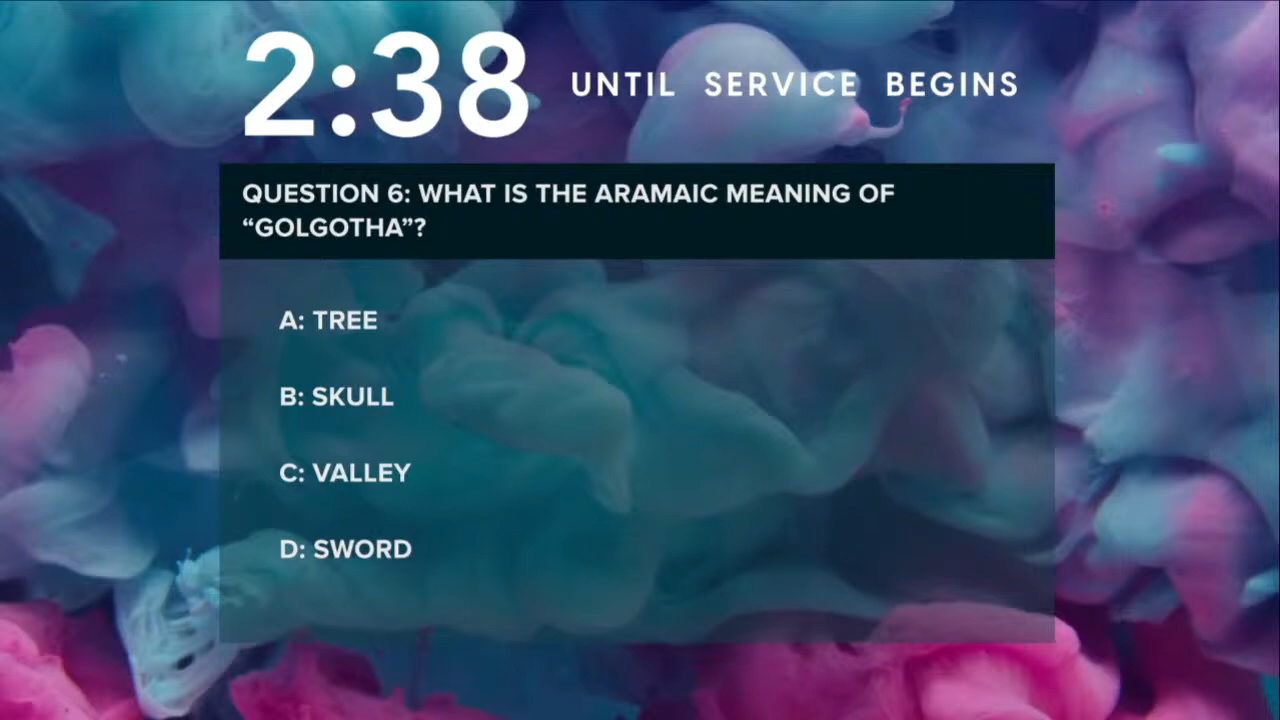 2:38 UNTIL SERVICE BEGINS
QUESTION 6: WHAT IS THE ARAMAIC MEANING OF
“GOLGOTHA”?
A: TREE
B: SKULL
C: VALLEY
D: SWORD